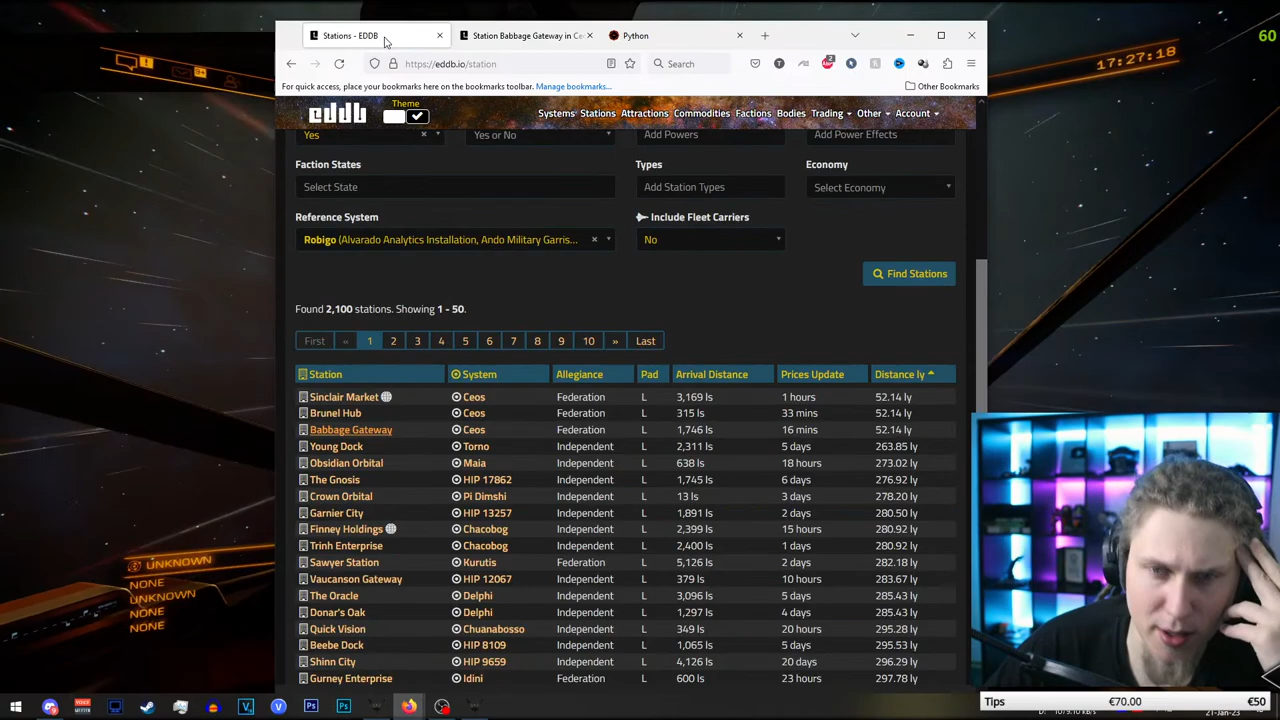 Stations - EDDB
Station Babbage Gateway in Ce
Python
60
17:27:18
9+
https://eddb.io/station
Search
2
For quick access, place your bookmarks here on the bookmarks toolbar. Manage bookmarks...
Other Bookmarks
eddb
Theme
Systems Stations Attractions Commodities Factions Bodies Trading Other Account
Yes
Yes or No
Add Powers
Add Power Effects
Faction States
Types
Economy
Select State
Add Station Types
Select Economy
Reference System
Include Fleet Carriers
Robigo (Alvarado Analytics Installation, Ando Military Garris...
No
Find Stations
Found 2,100 stations. Showing 1 - 50.
First « 1 2 3 4 5 6 7 8 9 10 » Last
Station System Allegiance Pad Arrival Distance Prices Update Distance ly
Sinclair Market Ceos Federation L 3,169 ls 1 hours 52.14 ly
Brunel Hub Ceos Federation L 315 ls 33 mins 52.14 ly
Babbage Gateway Ceos Federation L 1,746 ls 16 mins 52.14 ly
Young Dock Torno Independent L 2,311 ls 5 days 263.85 ly
Obsidian Orbital Maia Independent L 638 ls 18 hours 273.02 ly
The Gnosis HIP 17862 Independent L 1,745 ls 6 days 276.92 ly
Crown Orbital Pi Dimshi Independent L 13 ls 3 days 278.20 ly
Garnier City HIP 13257 Independent L 1,891 ls 2 days 280.50 ly
Finney Holdings Chacobog Independent L 2,399 ls 15 hours 280.92 ly
Trinh Enterprise Chacobog Independent L 2,400 ls 1 days 280.92 ly
Sawyer Station Kurutis Independent L 5,126 ls 2 days 282.18 ly
Vaucanson Gateway HIP 12067 Independent L 379 ls 10 hours 283.67 ly
The Oracle Delphi Independent L 3,096 ls 5 days 285.43 ly
Donar's Oak Delphi Independent L 1,297 ls 4 days 285.43 ly
Quick Vision Chuanabosso Independent L 349 ls 20 hours 295.28 ly
Beebe Dock HIP 8109 Independent L 1,065 ls 5 days 295.53 ly
Shinn City HIP 9659 Independent L 4,126 ls 20 days 296.29 ly
Gurney Enterprise Idini Independent L 600 ls 23 hours 297.78 ly
UNKNOWN
NONE
UNKNOWN
NONE
NONE
Tips €70.00 €50
21-Jan-23